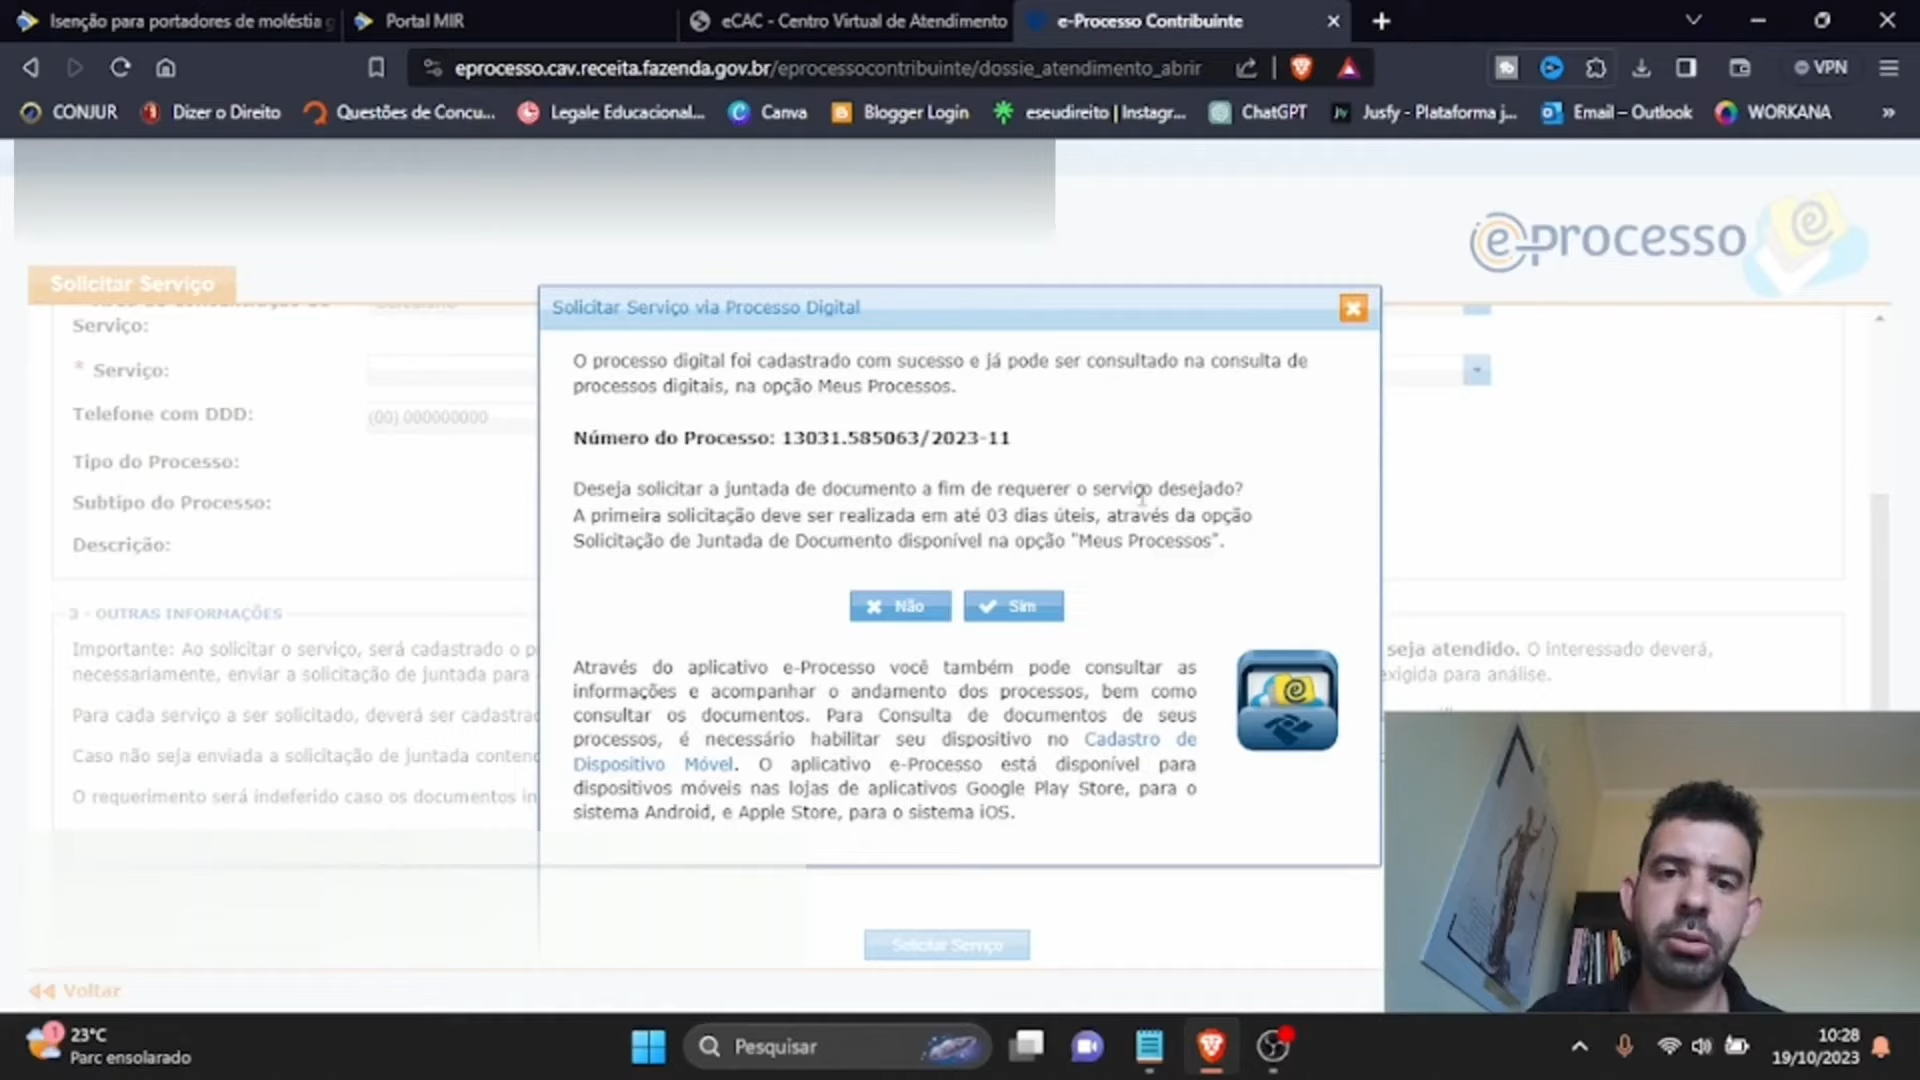 Isenção para portadores de moléstia g
Portal MIR
eCAC - Centro Virtual de Atendimento
e-Processo Contribuinte
eprocesso.cav.receita.fazenda.gov.br/eprocessocontribuinte/dossie_atendimento_abrir
VPN
CONJUR
Dizer o Direito
Questões de Concu...
Legale Educacional...
Canva
Blogger Login
eseudireito | Instagr...
ChatGPT
Jusfy - Plataforma j...
Email – Outlook
WORKANA
e-processo
Solicitar Serviço
Serviço:
* Serviço:
Telefone com DDD:
(00) 000000000
Tipo do Processo:
Subtipo do Processo:
Descrição:
3 - OUTRAS INFORMAÇÕES
Importante: Ao solicitar o serviço, será cadastrado o p
seja atendido. O interessado deverá,
necessariamente, enviar a solicitação de juntada para
exigida para análise.
Para cada serviço a ser solicitado, deverá ser cadastrad
Caso não seja enviada a solicitação de juntada contend
O requerimento será indeferido caso os documentos in
Solicitar Serviço via Processo Digital
O processo digital foi cadastrado com sucesso e já pode ser consultado na consulta de
processos digitais, na opção Meus Processos.
Número do Processo: 13031.585063/2023-11
Deseja solicitar a juntada de documento a fim de requerer o serviço desejado?
A primeira solicitação deve ser realizada em até 03 dias úteis, através da opção
Solicitação de Juntada de Documento disponível na opção "Meus Processos".
Não
Sim
Através do aplicativo e-Processo você também pode consultar as
informações e acompanhar o andamento dos processos, bem como
consultar os documentos. Para Consulta de documentos de seus
processos, é necessário habilitar seu dispositivo no Cadastro de
Dispositivo Móvel. O aplicativo e-Processo está disponível para
dispositivos móveis nas lojas de aplicativos Google Play Store, para o
sistema Android, e Apple Store, para o sistema iOS.
Solicitar Serviço
Voltar
1
23°C
Parc ensolarado
Pesquisar
10:28
19/10/2023